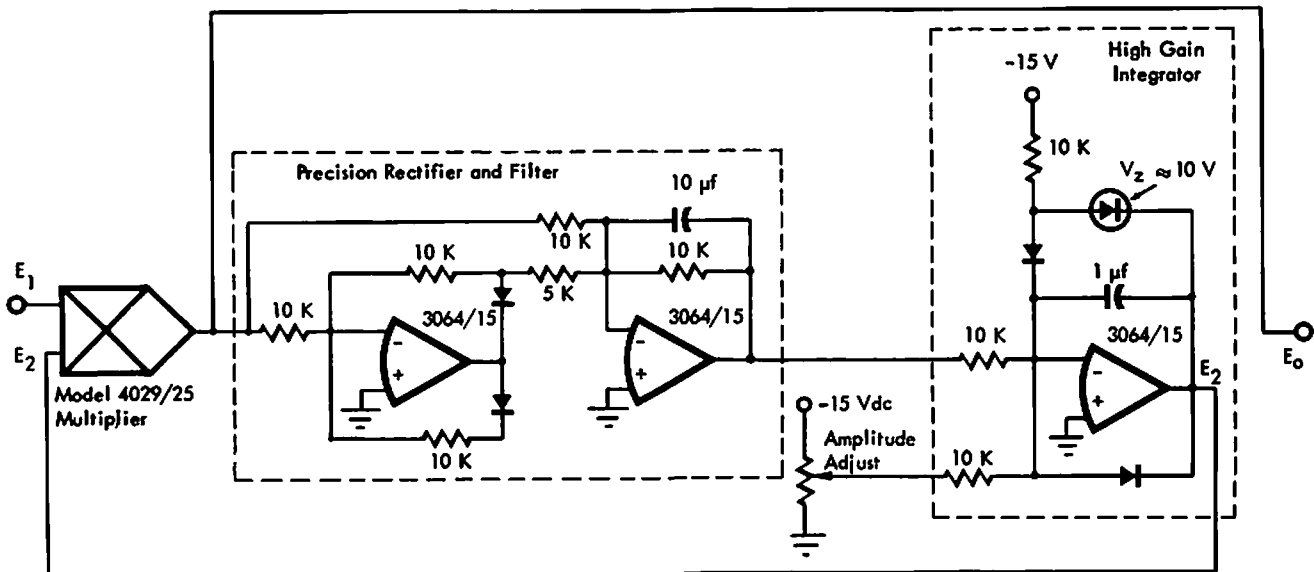 High Gain
Integrator
-15 V
10 K
V_z ≈ 10 V
Precision Rectifier and Filter
10 µf
10 K
10 K
5 K
10 K
1 µf
E_1
10 K
3064/15
3064/15
10 K
3064/15
E_2
Model 4029/25
Multiplier
-
+
-
+
-
+
E_2
E_o
10 K
-15 Vdc
Amplitude
Adjust
10 K